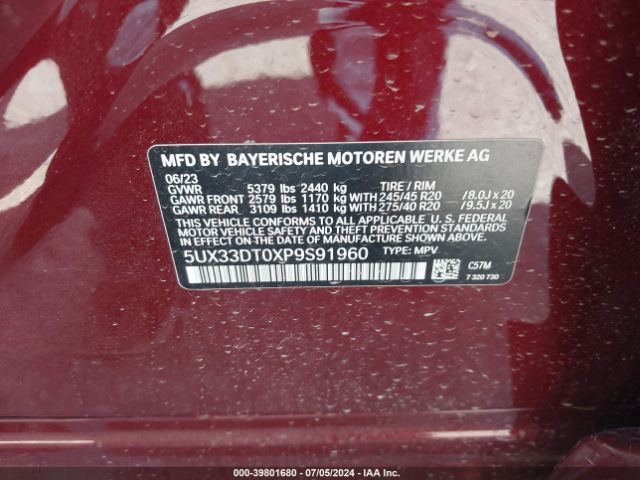 MFD BY BAYERISCHE MOTOREN WERKE AG
06/23
GVWR 5379 lbs 2440 kg TIRE / RIM
GAWR FRONT 2579 lbs 1170 kg WITH 245/45 R20 /8.0J x 20
GAWR REAR 3109 lbs 1410 kg WITH 275/40 R20 /9.5J x 20
THIS VEHICLE CONFORMS TO ALL APPLICABLE U. S. FEDERAL
MOTOR VEHICLE SAFETY AND THEFT PREVENTION
STANDARDS IN EFFECT ON THE DATE OF MANUFACTURE
SHOWN ABOVE.
5UX33DT0XP9S91960 TYPE: MPV
C57M
7 320 730
000-39801680 - 07/05/2024 - IAA Inc.